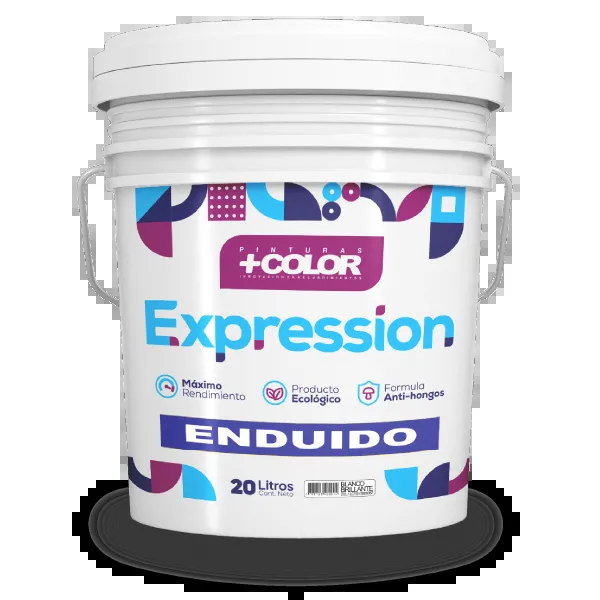 PINTURAS
+COLOR
Expression
Máximo
Rendimiento
Producto
Ecológico
Formula
Anti-hongos
ENDUIDO
20 Litros
Cont. Neto
BLANCO
BRILLANTE